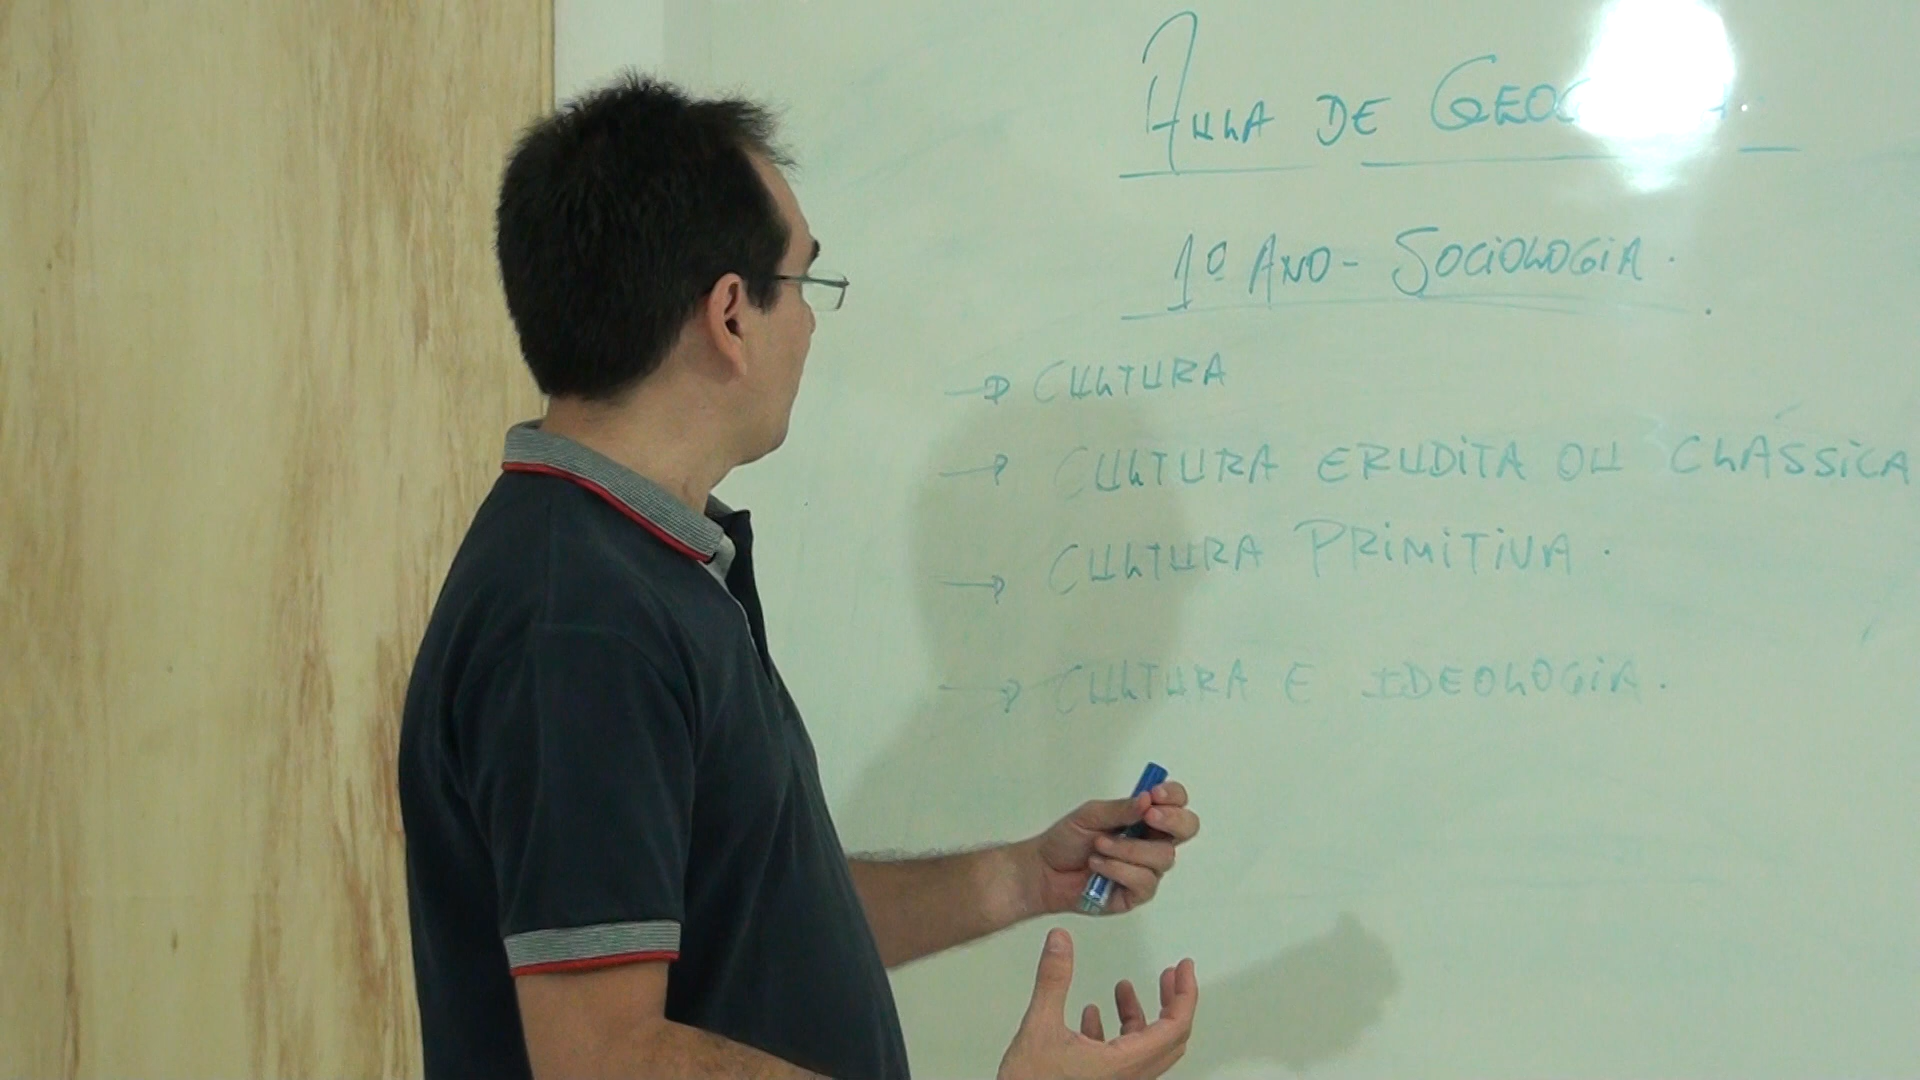 AULA DE
1º ANO - SOCIOLOGIA.
→ CULTURA
→ CULTURA ERUDITA OU CLÁSSICA
→ CULTURA PRIMITIVA.
→ CULTURA E IDEOLOGIA.